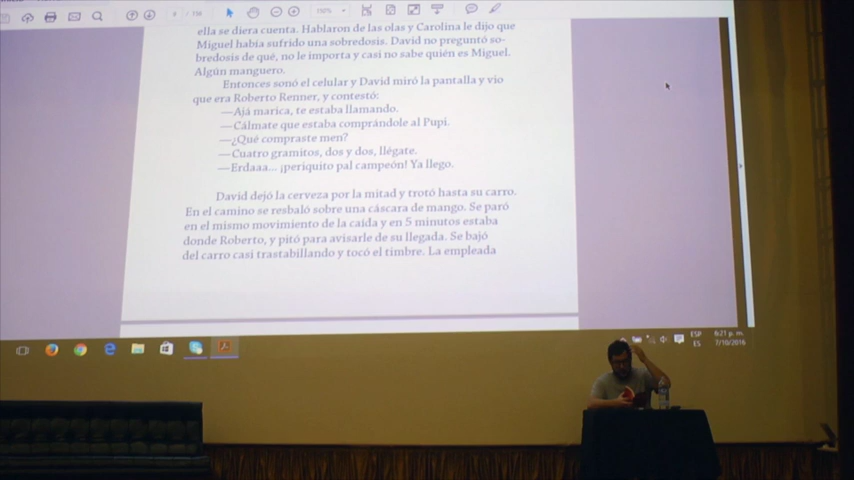 ella se diera cuenta. Hablaron de las olas y Carolina le dijo que
Miguel había sufrido una sobredosis. David no preguntó so-
bredosis de qué, no le importa y casi no sabe quién es Miguel.
Algún manguero.
Entonces sonó el celular y David miró la pantalla y vio
que era Roberto Renner, y contestó:
—Ajá marica, te estaba llamando.
—Cálmate que estaba comprándole al Pupi.
—¿Qué compraste men?
—Cuatro gramitos, dos y dos, llégate.
—Erdaaa... ¡periquito pal campeón! Ya llego.
David dejó la cerveza por la mitad y trotó hasta su carro.
En el camino se resbaló sobre una cáscara de mango. Se paró
en el mismo movimiento de la caída y en 5 minutos estaba
donde Roberto, y pitó para avisarle de su llegada. Se bajó
del carro casi trastabillando y tocó el timbre. La empleada
ESP
ES
6:21 p. m.
7/10/2016